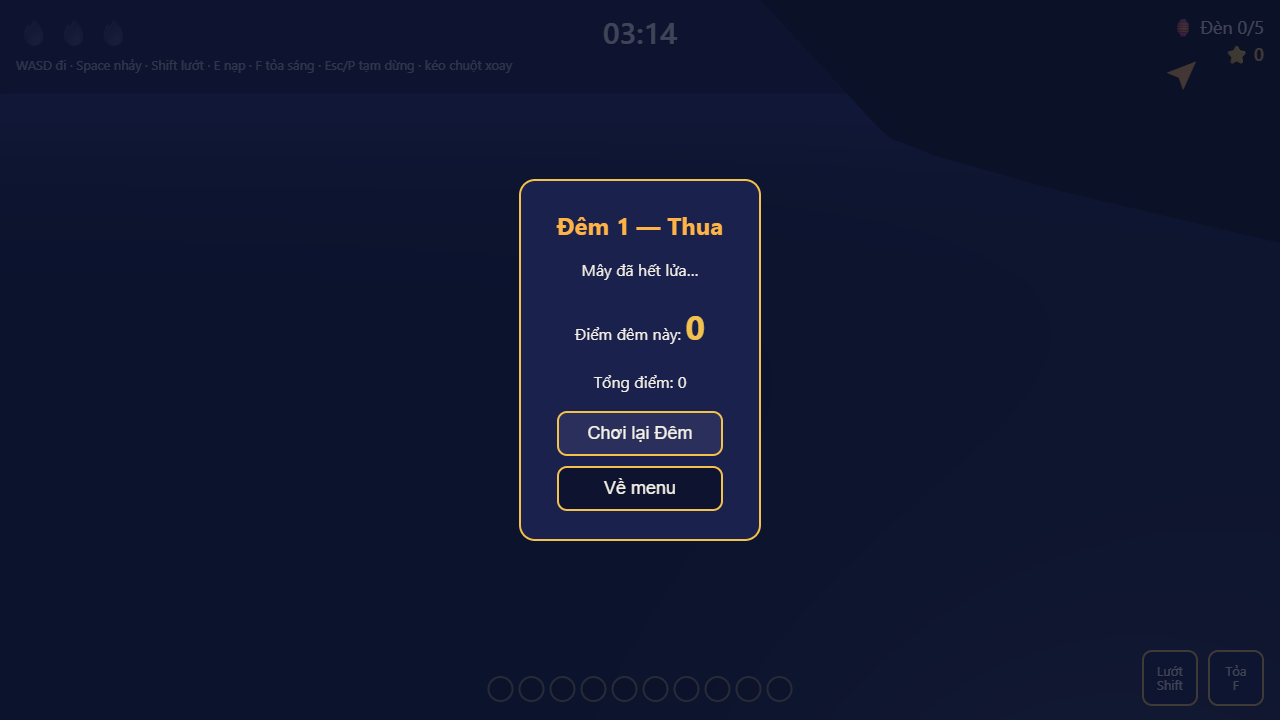 03:14
Đèn 0/5
0
WASD đi · Space nhảy · Shift lướt · E nạp · F tỏa sáng · Esc/P tạm dừng · kéo chuột xoay
Đêm 1 — Thua
Mây đã hết lửa...
Điểm đêm này: 0
Tổng điểm: 0
Chơi lại Đêm
Về menu
Lướt
Shift
Tỏa
F